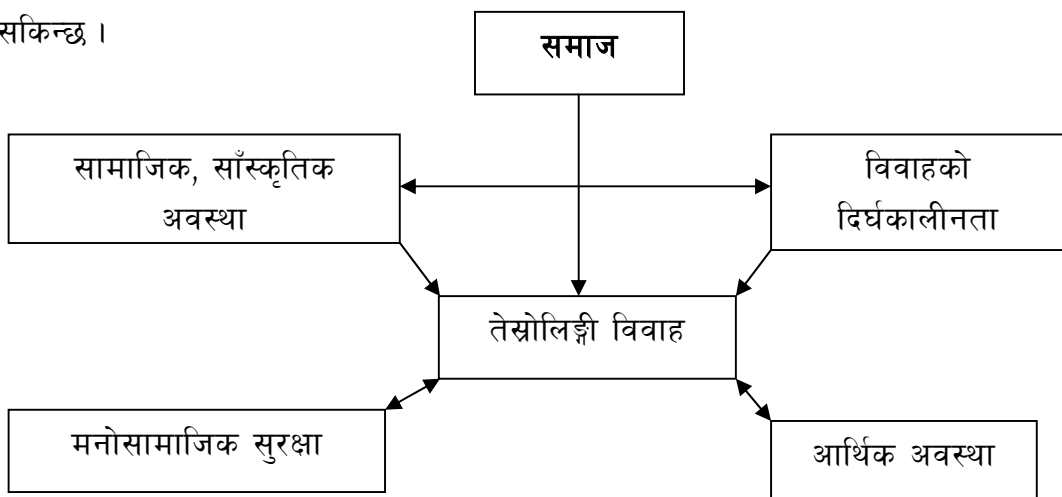 सकिन्छ ।
समाज
सामाजिक, साँस्कृतिक
अवस्था
विवाहको
दिर्घकालीनता
तेस्रोलिङ्गी विवाह
मनोसामाजिक सुरक्षा
आर्थिक अवस्था